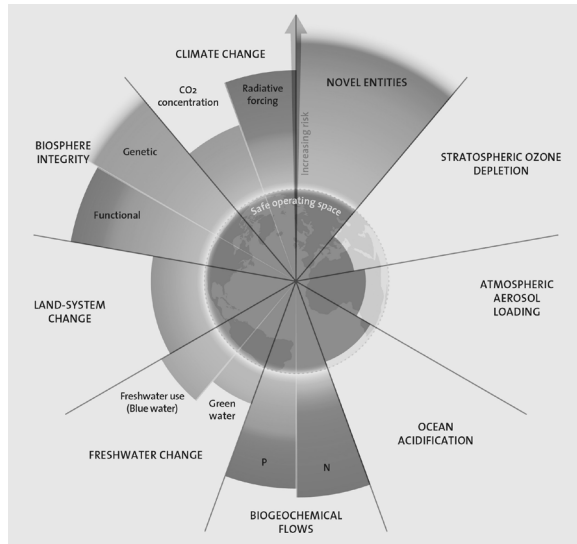 CLIMATE CHANGE
CO2
concentration
Radiative
forcing
Increasing risk
NOVEL ENTITIES
STRATOSPHERIC OZONE
DEPLETION
ATMOSPHERIC
AEROSOL
LOADING
OCEAN
ACIDIFICATION
BIOGEOCHEMICAL
FLOWS
P
N
FRESHWATER CHANGE
Green
water
Freshwater use
(Blue water)
LAND-SYSTEM
CHANGE
BIOSPHERE
INTEGRITY
Functional
Genetic
Safe operating space